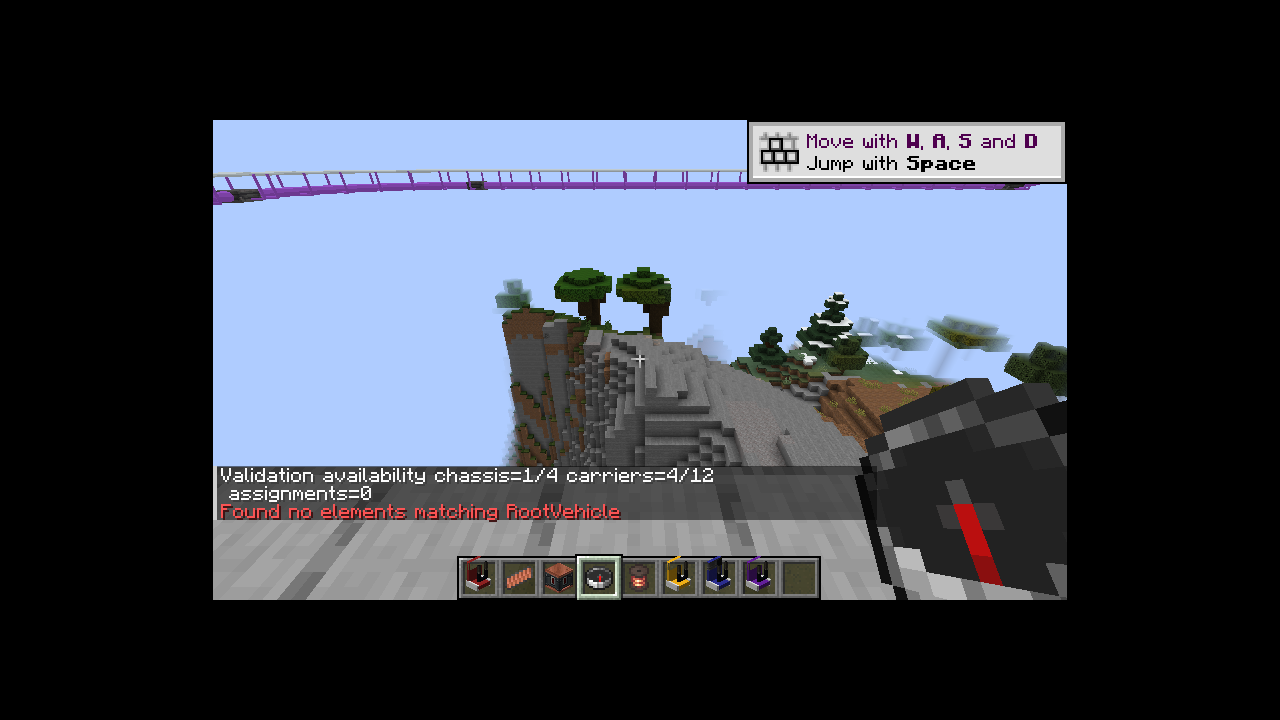 Move with W, A, S and D
Jump with Space
Validation availability chassis=1/4 carriers=4/12
assignments=0
Found no elements matching RootVehicle